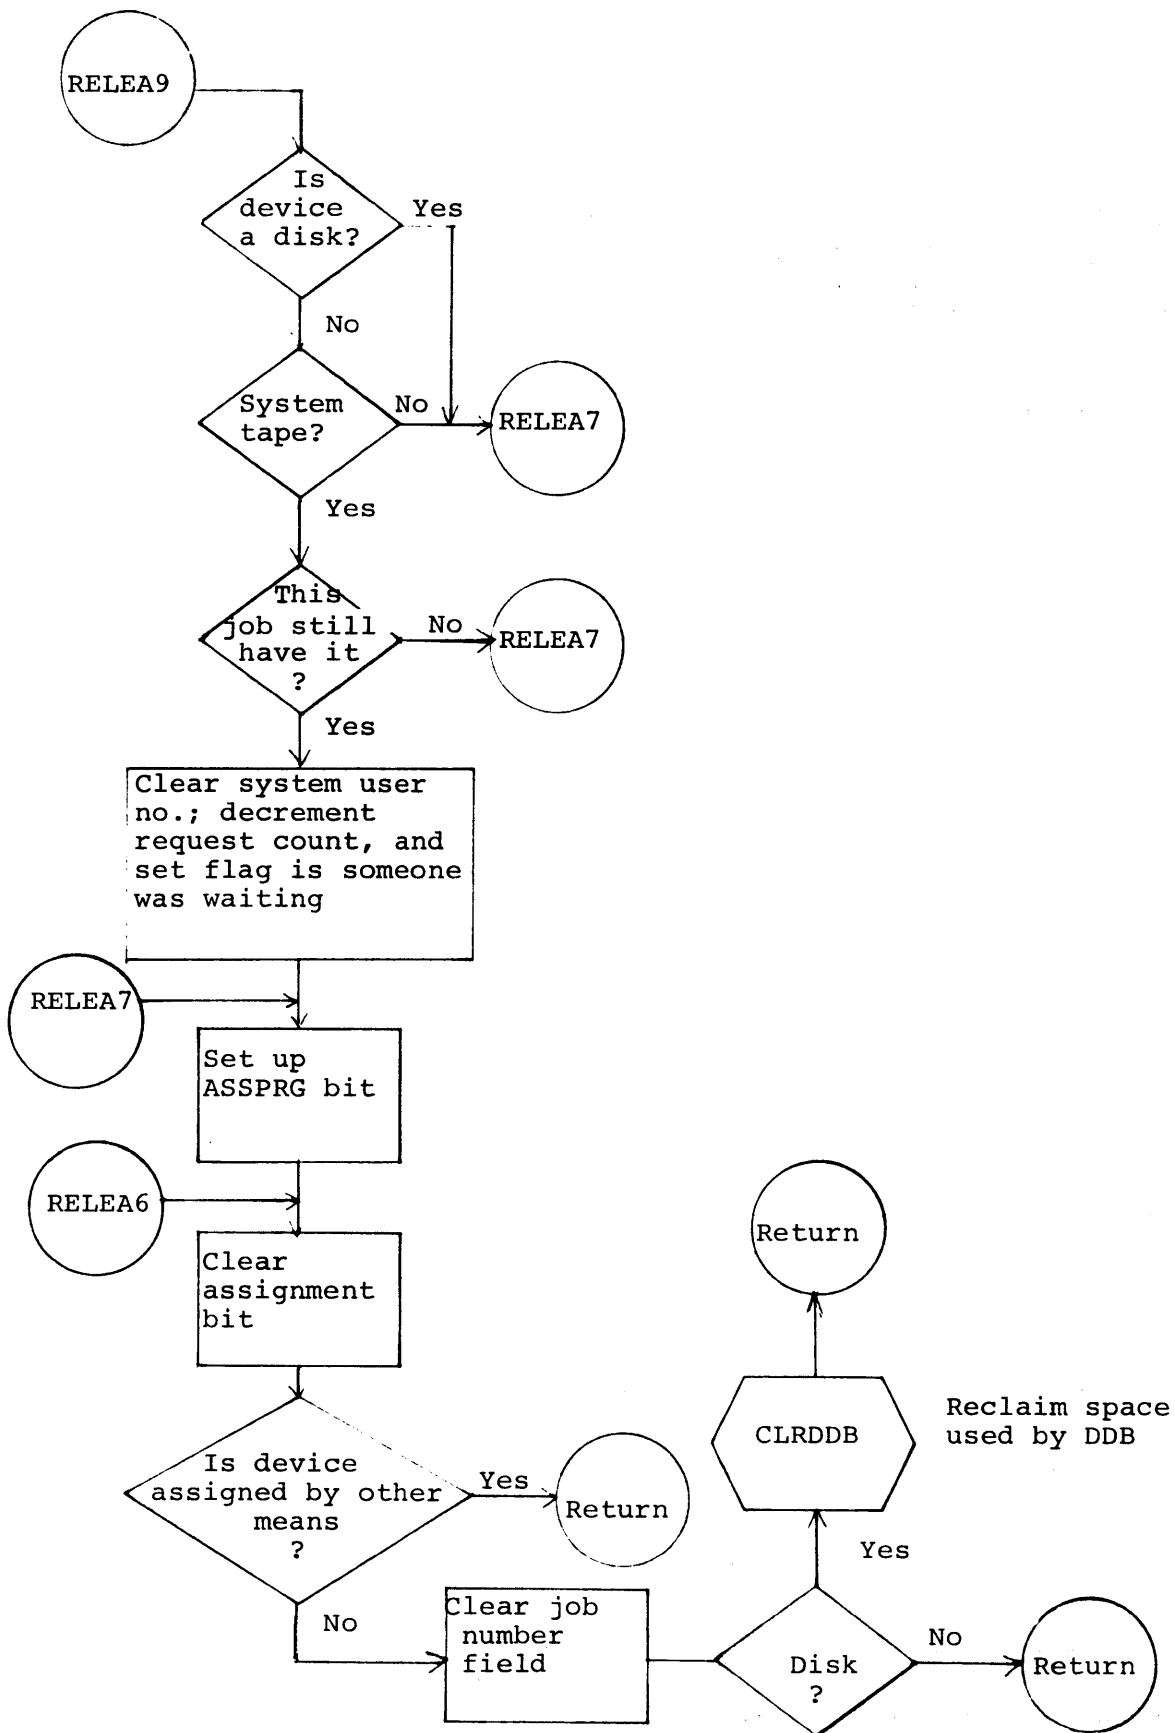 RELEA9
Is
device
a disk?
Yes
No
System
tape?
No
RELEA7
Yes
This
job still
have it
?
No
RELEA7
Yes
Clear system user
no.; decrement
request count, and
set flag is someone
was waiting
RELEA7
Set up
ASSPRG bit
RELEA6
Clear
assignment
bit
Return
CLRDDB
Reclaim space
used by DDB
Is device
assigned by other
means
?
Yes
Return
Yes
No
Clear job
number
field
Disk
?
No
Return